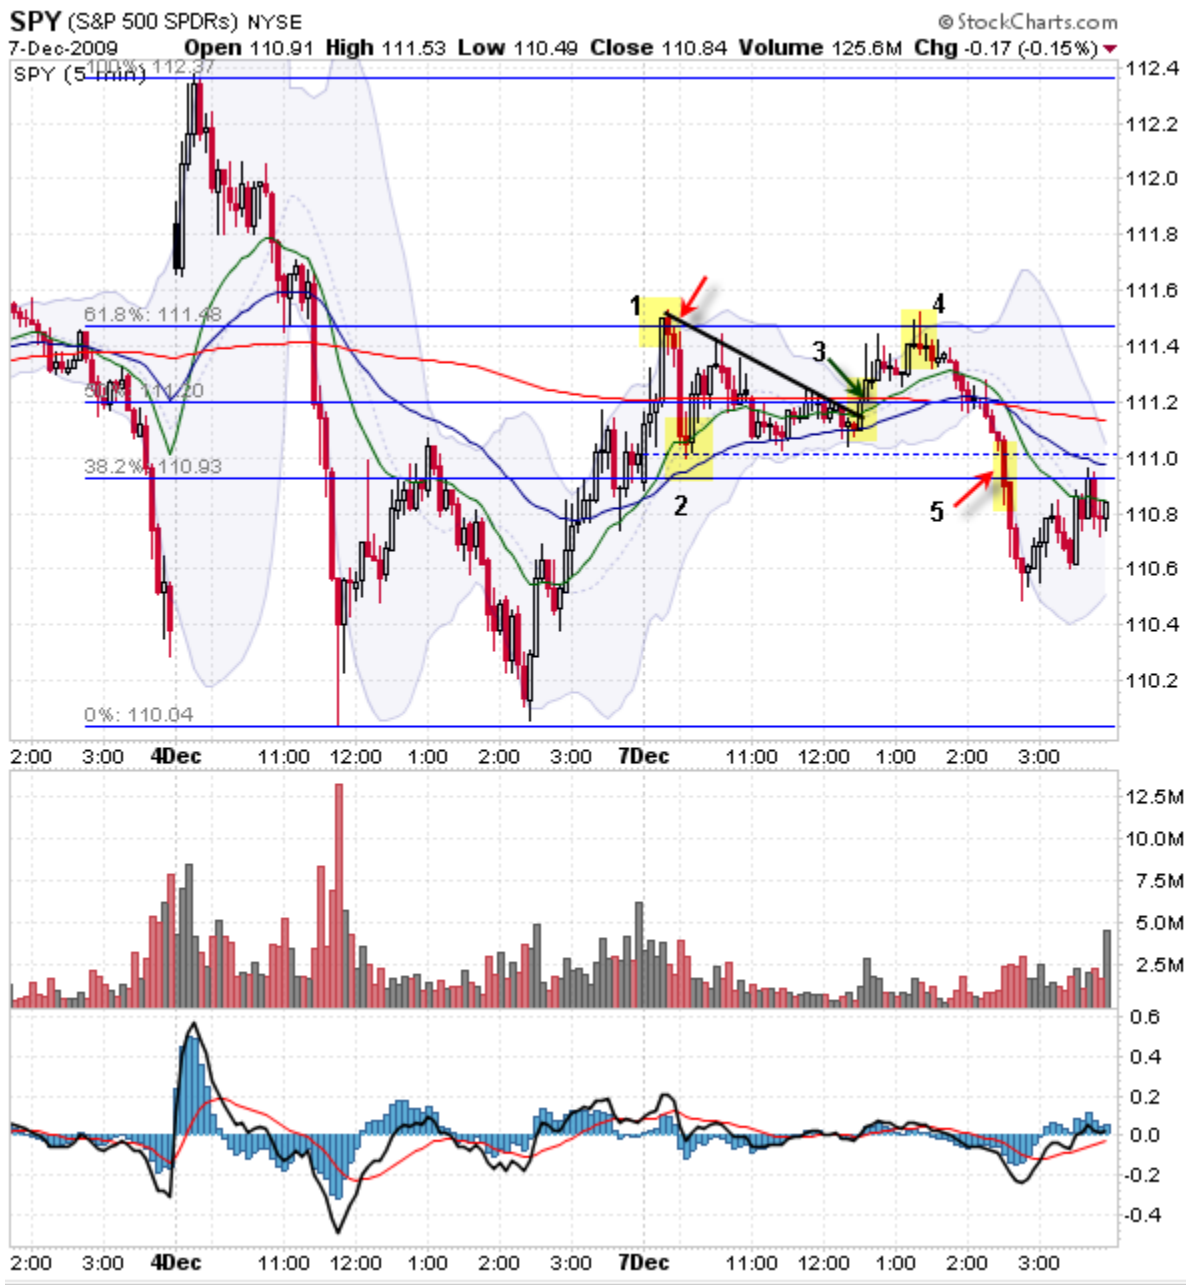 SPY (S&P 500 SPDRs) NYSE
© StockCharts.com
7-Dec-2009
Open 110.91 High 111.53 Low 110.49 Close 110.84 Volume 125.6M Chg -0.17 (-0.15%)
SPY (5 min)
100%: 112.37
112.4
112.2
112.0
111.8
111.6
111.4
111.2
111.0
110.8
110.6
110.4
110.2
61.8%: 111.48
111.20
38.2%: 110.93
0%: 110.04
1
2
3
4
5
2:00 3:00 4Dec 11:00 12:00 1:00 2:00 3:00 7Dec 11:00 12:00 1:00 2:00 3:00
12.5M
10.0M
7.5M
5.0M
2.5M
0.6
0.4
0.2
0.0
-0.2
-0.4
2:00 3:00 4Dec 11:00 12:00 1:00 2:00 3:00 7Dec 11:00 12:00 1:00 2:00 3:00